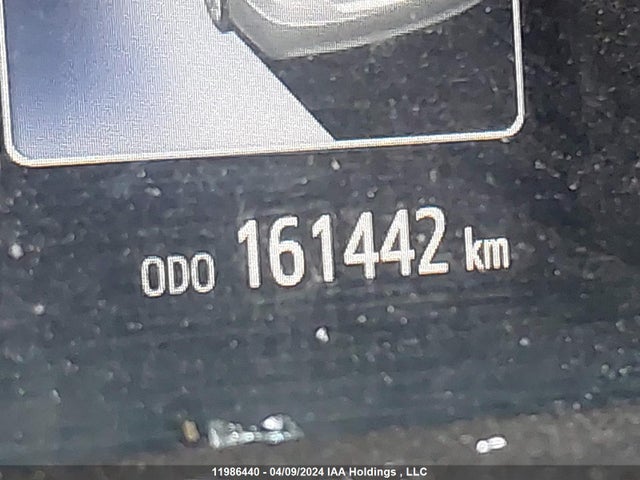 ODO 161442 km
11986440 - 04/09/2024 IAA Holdings , LLC